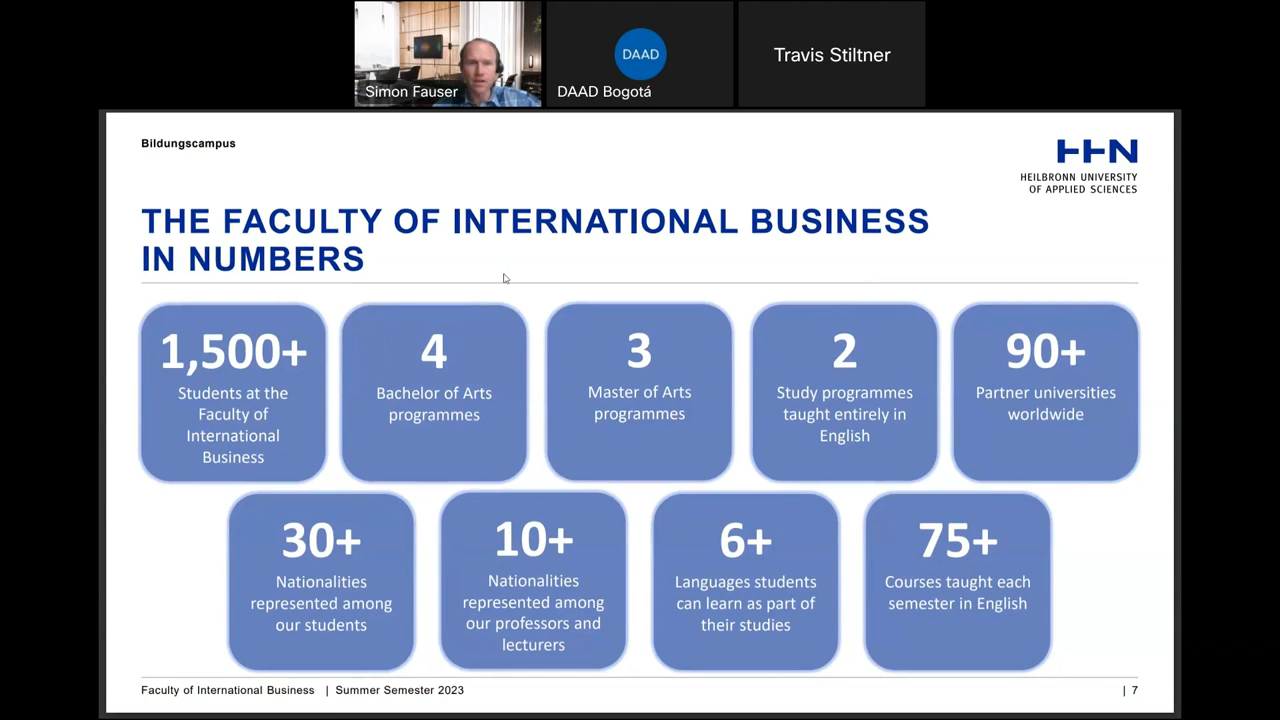 DAAD
Travis Stiltner
Simon Fauser
DAAD Bogotá
Bildungscampus
HHN
HEILBRONN UNIVERSITY
OF APPLIED SCIENCES
THE FACULTY OF INTERNATIONAL BUSINESS
IN NUMBERS
1,500+
Students at the
Faculty of
International
Business
4
Bachelor of Arts
programmes
3
Master of Arts
programmes
2
Study programmes
taught entirely in
English
90+
Partner universities
worldwide
30+
Nationalities
represented among
our students
10+
Nationalities
represented among
our professors and
lecturers
6+
Languages students
can learn as part of
their studies
75+
Courses taught each
semester in English
Faculty of International Business | Summer Semester 2023
| 7